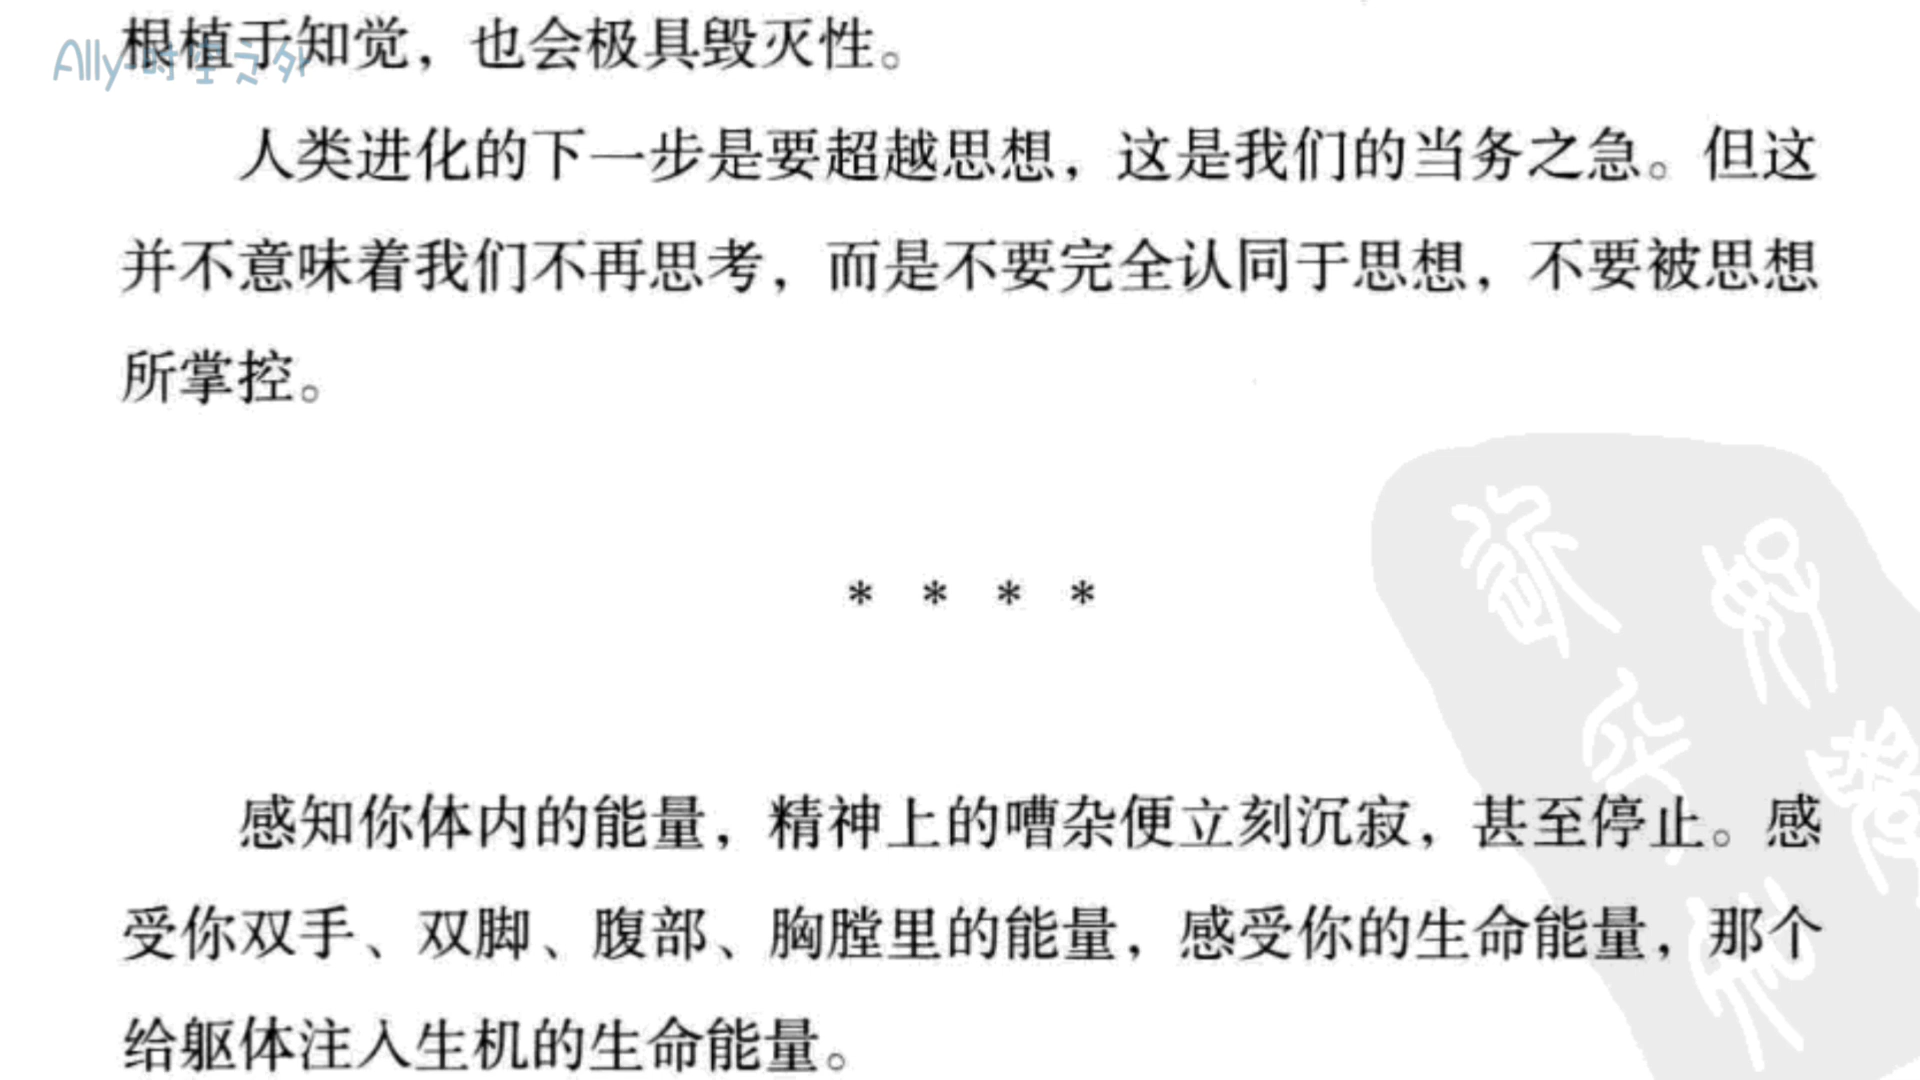 根植于知觉，也会极具毁灭性。
Ally·时空之外
人类进化的下一步是要超越思想，这是我们的当务之急。但这
并不意味着我们不再思考，而是不要完全认同于思想，不要被思想
所掌控。
* * * *
感知你体内的能量，精神上的嘈杂便立刻沉寂，甚至停止。感
受你双手、双脚、腹部、胸膛里的能量，感受你的生命能量，那个
给躯体注入生机的生命能量。